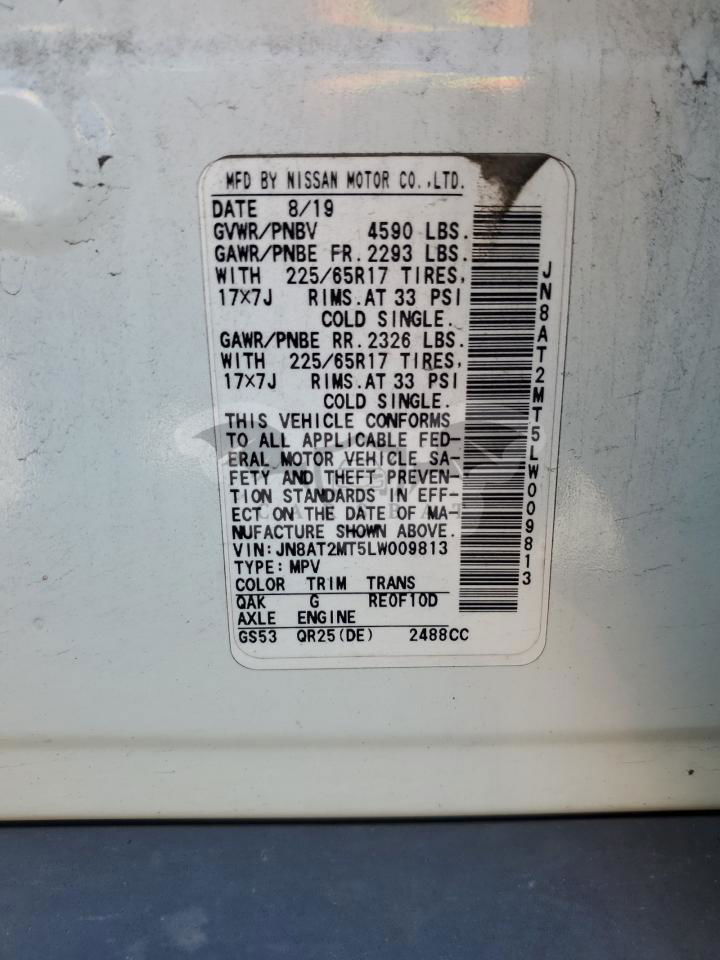 MFD BY NISSAN MOTOR CO.,LTD.
DATE 8/19
GVWR/PNBV 4590 LBS.
GAWR/PNBE FR. 2293 LBS.
WITH 225/65R17 TIRES,
17×7J RIMS.AT 33 PSI
COLD SINGLE.
GAWR/PNBE RR. 2326 LBS.
WITH 225/65R17 TIRES,
17×7J RIMS.AT 33 PSI
COLD SINGLE.
THIS VEHICLE CONFORMS
TO ALL APPLICABLE FED-
ERAL MOTOR VEHICLE SA-
FETY AND THEFT PREVEN-
TION STANDARDS IN EFF-
ECT ON THE DATE OF MA-
NUFACTURE SHOWN ABOVE.
VIN:JN8AT2MT5LW009813
TYPE:MPV
COLOR TRIM TRANS
QAK G RE0F10D
AXLE ENGINE
GS53 QR25(DE) 2488CC
JN8AT2MT5LW009813